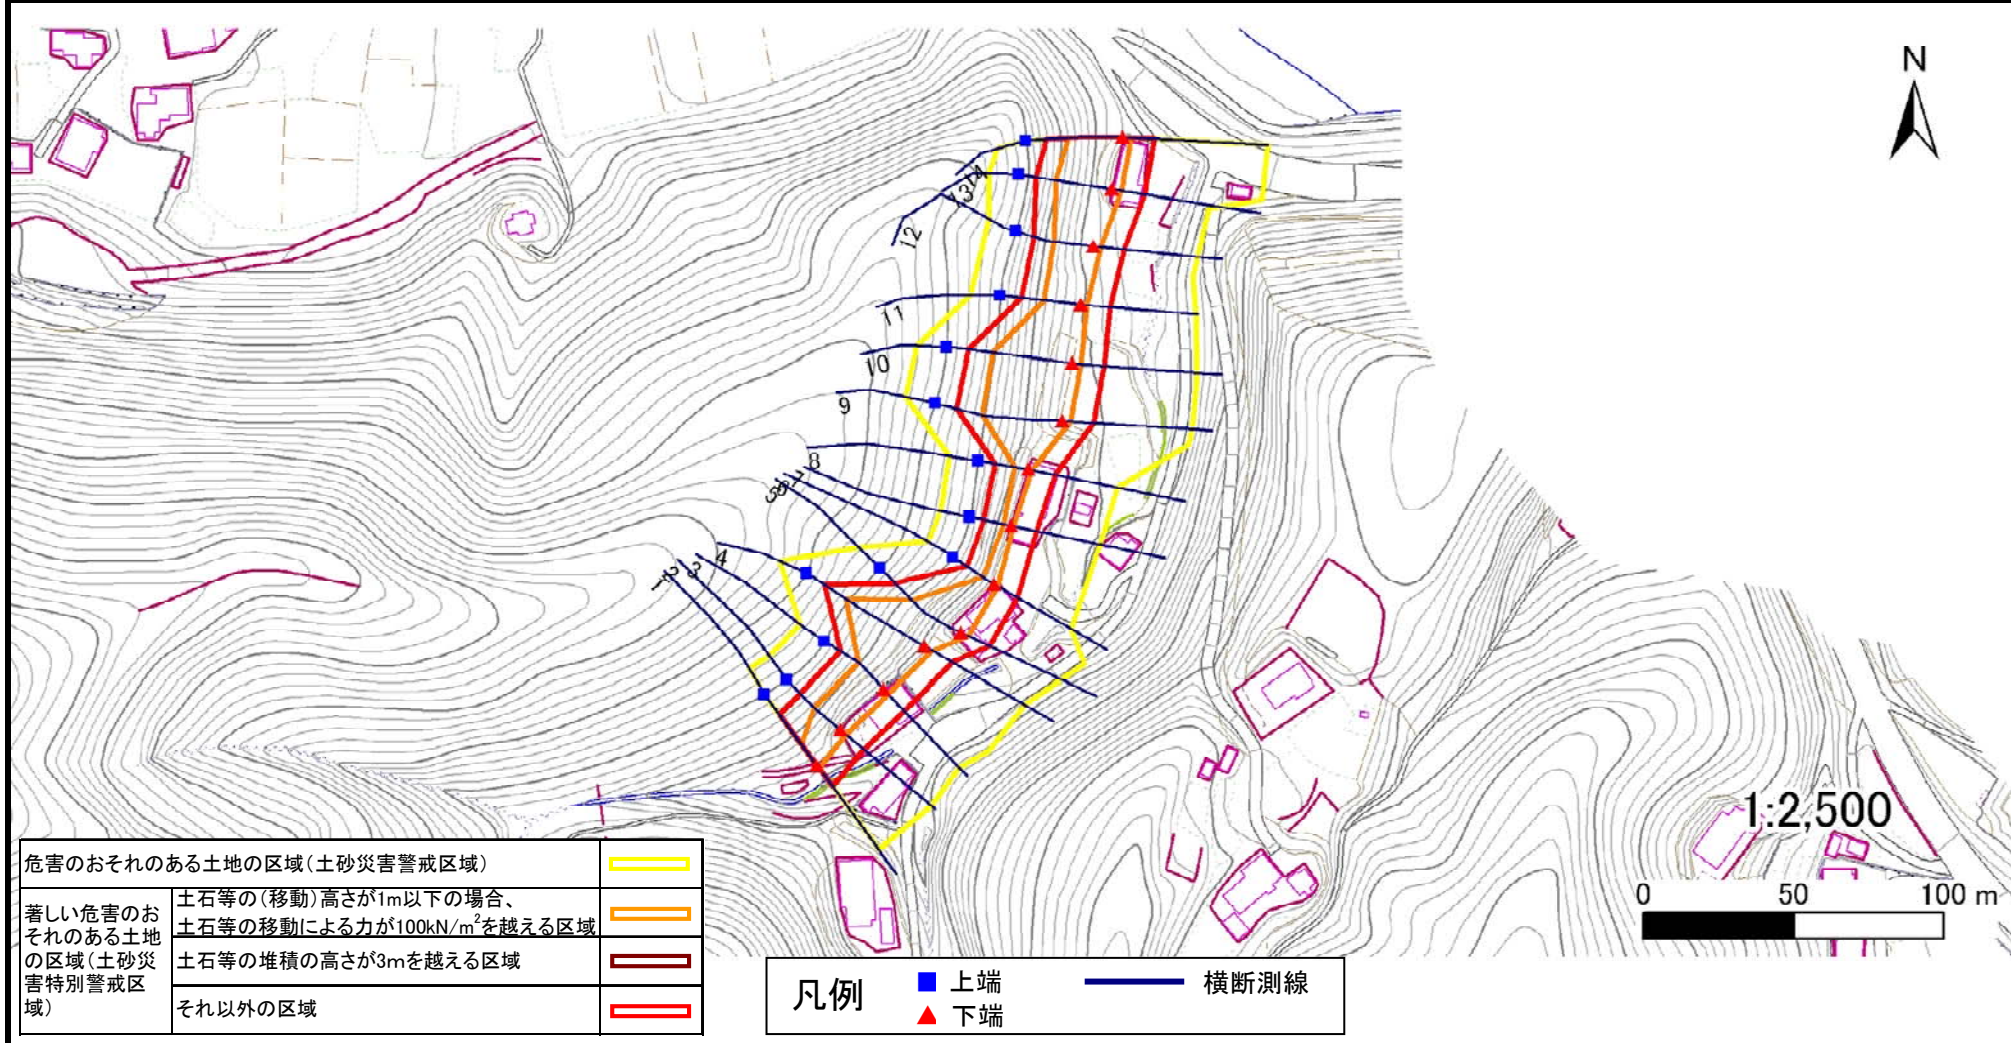 N
14
13
12
11
10
9
8
7
6
5
4
3
2
1
1:2,500
0 50 100 m
危害のおそれのある土地の区域(土砂災害警戒区域)
著しい危害のお
それのある土地
の区域(土砂災
害特別警戒区
域)
土石等の(移動)高さが1m以下の場合、
土石等の移動による力が100kN/m²を越える区域
土石等の堆積の高さが3mを越える区域
それ以外の区域
凡例
上端
下端
横断測線